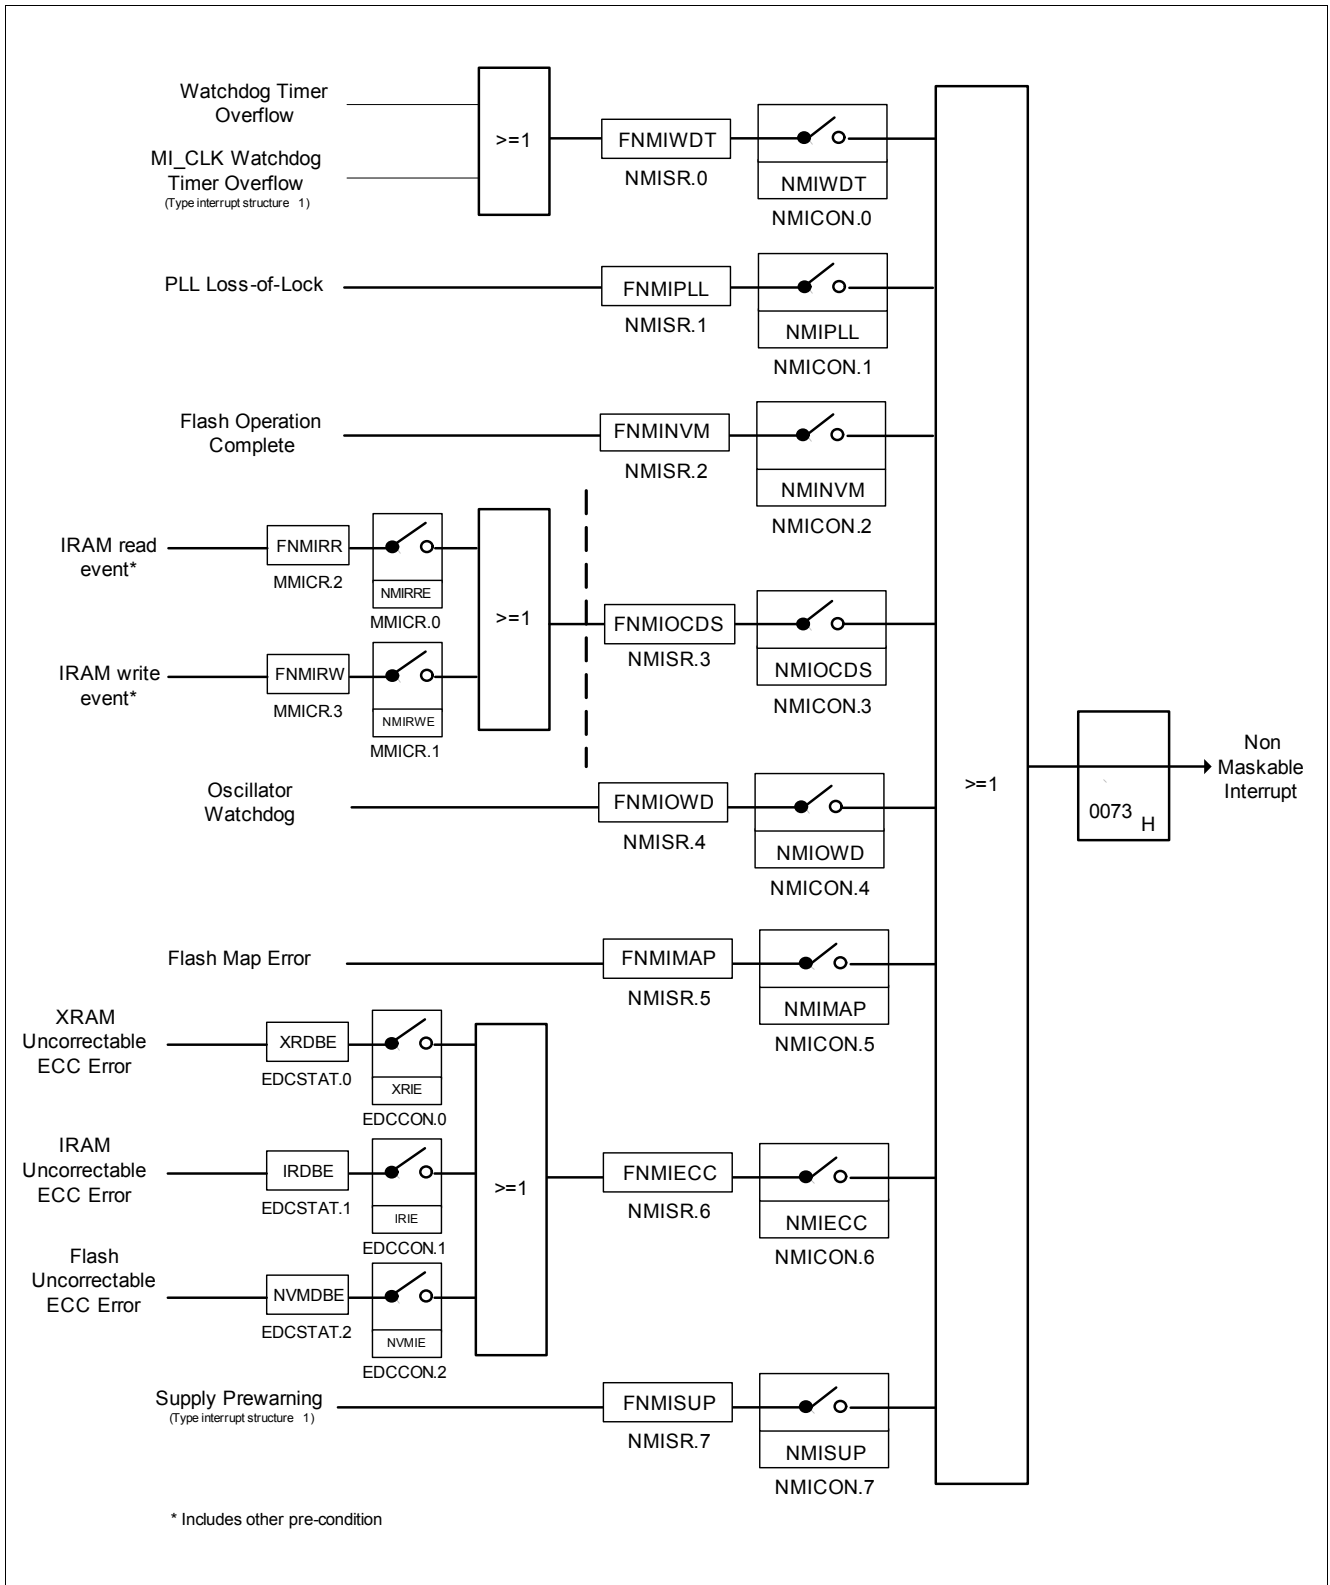 Watchdog Timer
Overflow
MI_CLK Watchdog
Timer Overflow
(Type interrupt structure 1)
>=1
FNMIWDT
NMISR.0
NMIWDT
NMICON.0
PLL Loss-of-Lock
FNMIPLL
NMISR.1
NMIPLL
NMICON.1
Flash Operation
Complete
FNMINVM
NMISR.2
NMINVM
NMICON.2
IRAM read
event*
FNMIRR
MMICR.2
NMIRRE
MMICR.0
IRAM write
event*
FNMIRW
MMICR.3
NMIRWE
MMICR.1
>=1
FNMIOCDS
NMISR.3
NMIOCDS
NMICON.3
Oscillator
Watchdog
FNMIOWD
NMISR.4
NMIOWD
NMICON.4
Flash Map Error
FNMIMAP
NMISR.5
NMIMAP
NMICON.5
XRAM
Uncorrectable
ECC Error
XRDBE
EDCSTAT.0
XRIE
EDCCON.0
IRAM
Uncorrectable
ECC Error
IRDBE
EDCSTAT.1
IRIE
EDCCON.1
Flash
Uncorrectable
ECC Error
NVMDBE
EDCSTAT.2
NVMIE
EDCCON.2
>=1
FNMIECC
NMISR.6
NMIECC
NMICON.6
Supply Prewarning
(Type interrupt structure 1)
FNMISUP
NMISR.7
NMISUP
NMICON.7
>=1
0073 H
Non
Maskable
Interrupt
* Includes other pre-condition